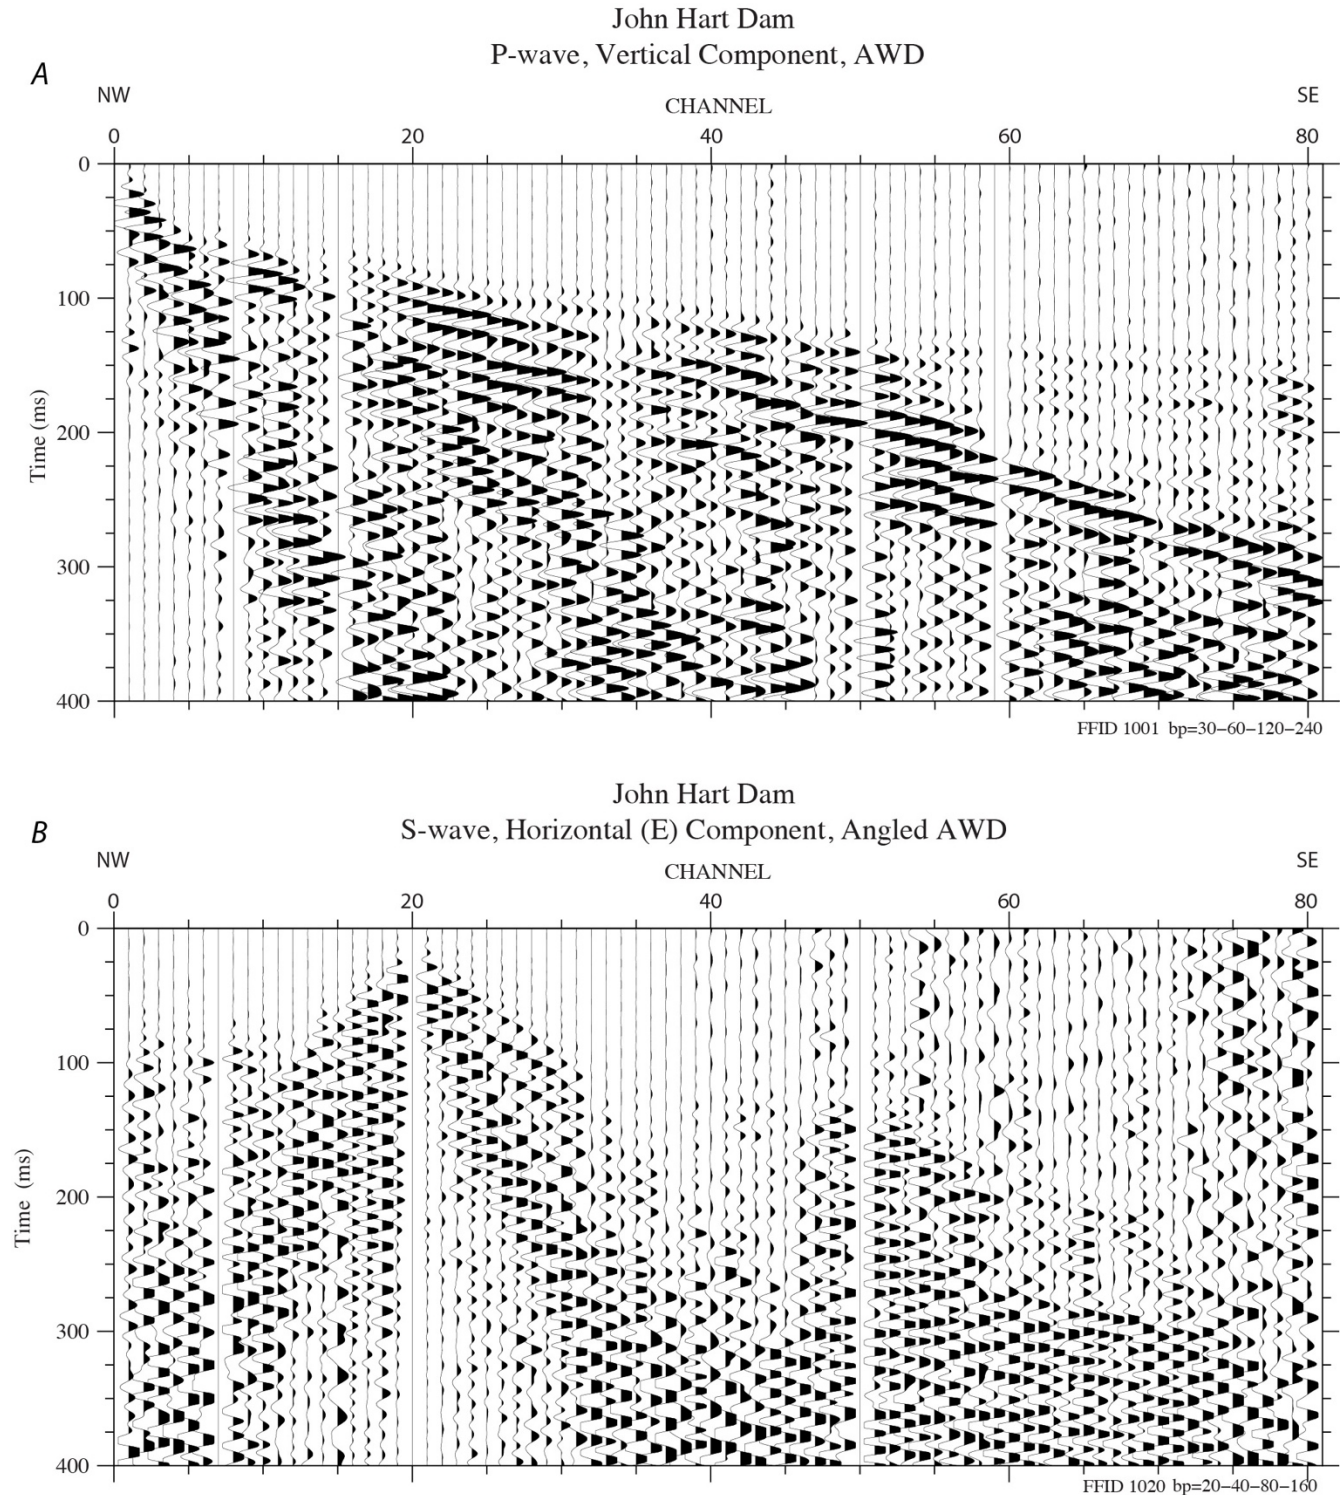 John Hart Dam
P-wave, Vertical Component, AWD
A
NW
CHANNEL
SE
0 20 40 60 80
0
100
200
300
400
Time (ms)
FFID 1001 bp=30−60−120−240
John Hart Dam
S-wave, Horizontal (E) Component, Angled AWD
B
NW
CHANNEL
SE
0 20 40 60 80
0
100
200
300
400
Time (ms)
FFID 1020 bp=20−40−80−160